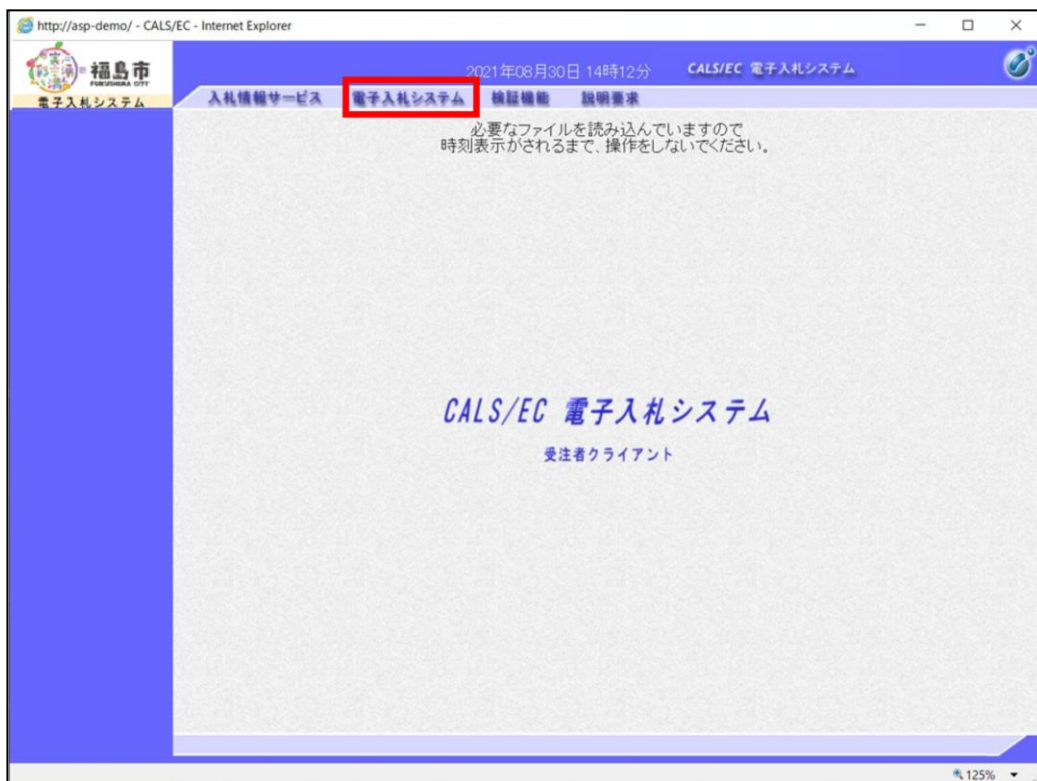 http://asp-demo/ - CALS/EC - Internet Explorer
福島市
FUKUSHIMA CITY
電子入札システム
2021年08月30日 14時12分
CALS/EC 電子入札システム
入札情報サービス 電子入札システム 検証機能 説明要求
必要なファイルを読み込んでいますので
時刻表示がされるまで、操作をしないでください。
CALS/EC 電子入札システム
受注者クライアント
125%